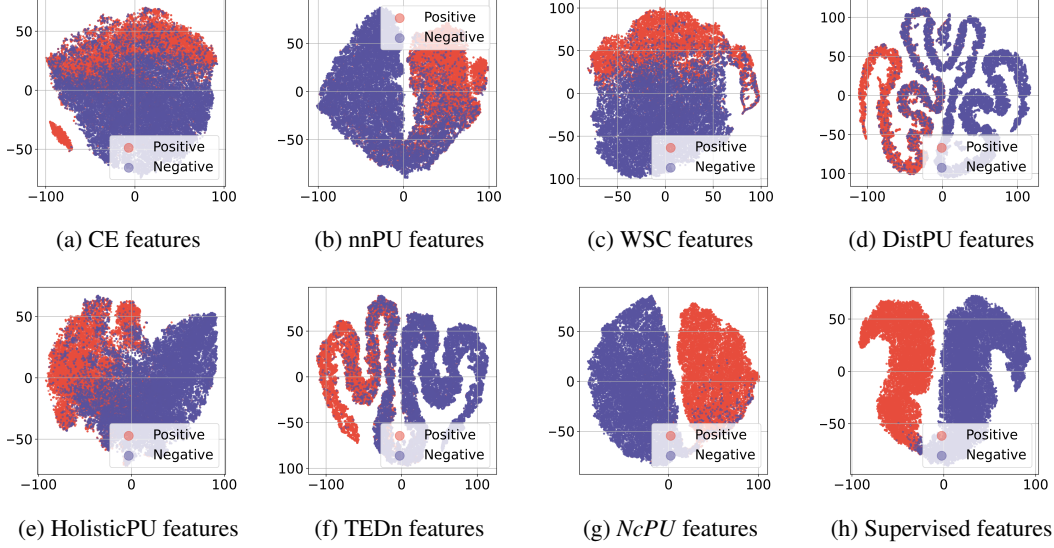 Positive
Negative
50
0
−50
−100
0
100
(a) CE features
Positive
Negative
50
0
−50
−100
0
100
(b) nnPU features
Positive
Negative
100
50
0
50
100
−50
0
50
100
(c) WSC features
Positive
Negative
100
50
0
−50
100
−100
0
100
(d) DistPU features
Positive
Negative
50
0
−50
−100
0
100
(e) HolisticPU features
Positive
Negative
100
50
0
50
100
−100
0
100
(f) TEDn features
Positive
Negative
50
0
−50
−100
0
100
(g) NcPU features
Positive
Negative
50
0
−50
−100
0
100
(h) Supervised features